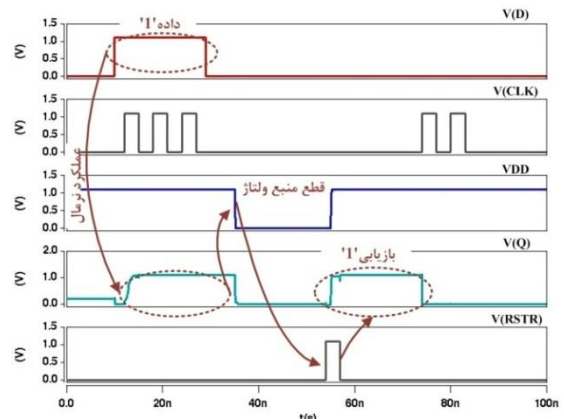 V(D)
1.5
1.0
0.5
0.0
(V)
داده '1'
V(CLK)
1.5
1.0
0.5
0.0
(V)
عملکرد نرمال
VDD
1.5
1.0
0.5
0.0
(V)
قطع منبع ولتاژ
V(Q)
2.0
1.0
0.0
(V)
بازیابی '1'
V(RSTR)
1.5
1.0
0.5
0.0
(V)
0.0 20n 40n 60n 80n 100n
t(s)